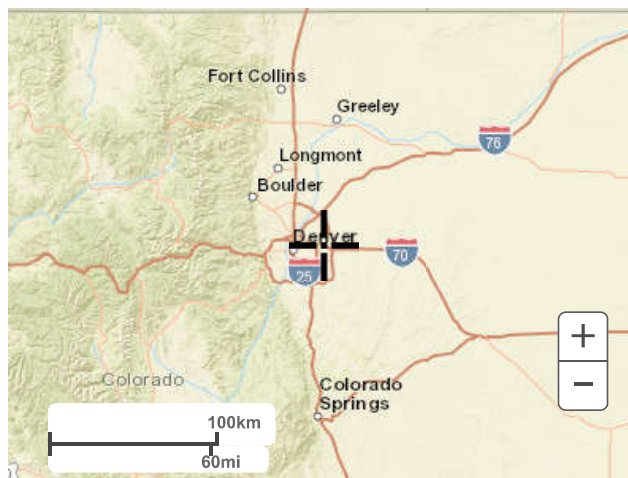 Fort Collins
Greeley
76
Longmont
Boulder
Denver
70
25
+
−
Colorado
Colorado
Springs
100km
60mi